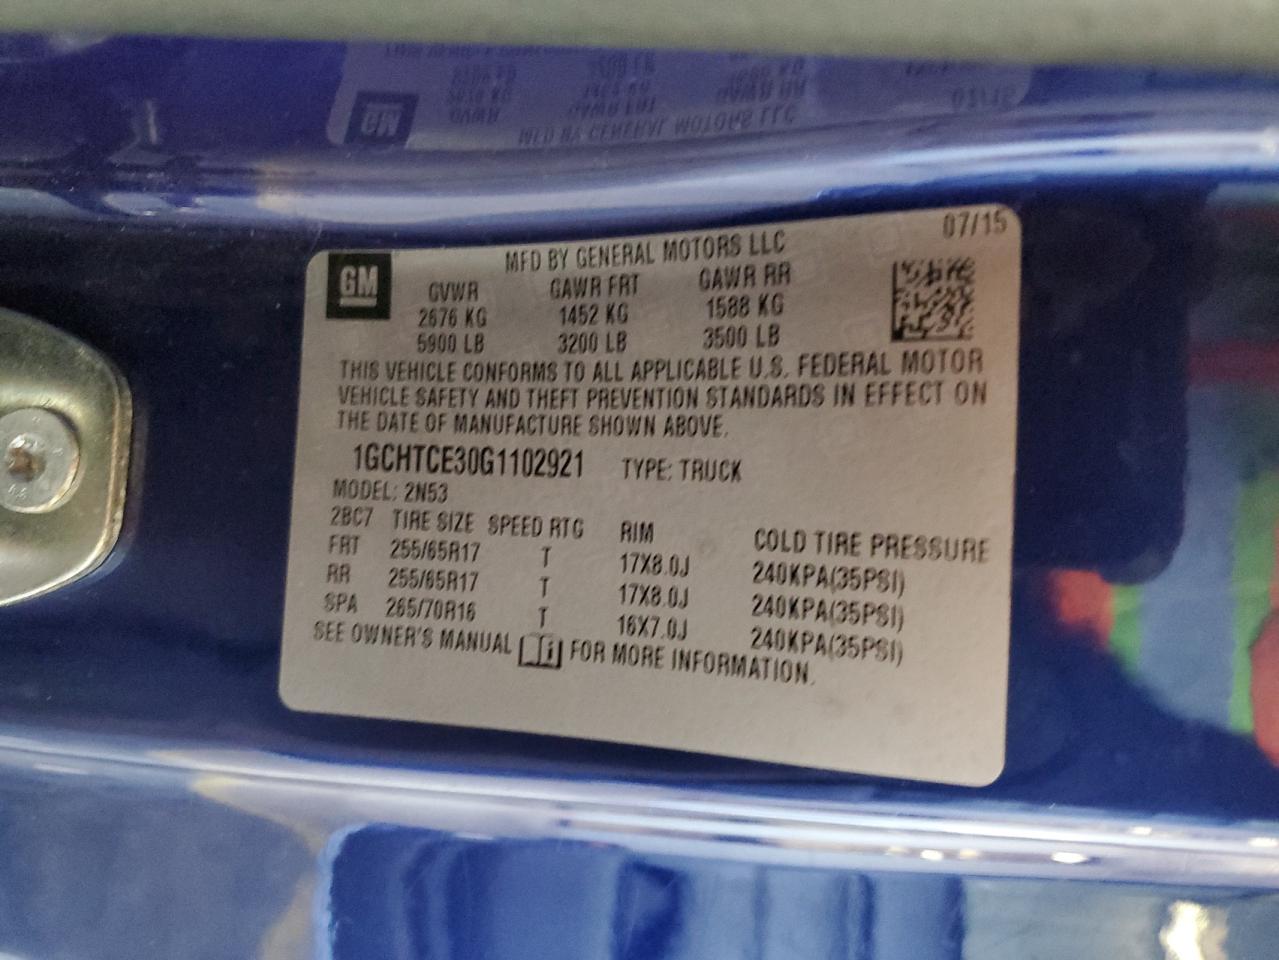 07/15
MFD BY GENERAL MOTORS LLC
GM
GVWR GAWR FRT GAWR RR
2676 KG 1452 KG 1588 KG
5900 LB 3200 LB 3500 LB
THIS VEHICLE CONFORMS TO ALL APPLICABLE U.S. FEDERAL MOTOR
VEHICLE SAFETY AND THEFT PREVENTION STANDARDS IN EFFECT ON
THE DATE OF MANUFACTURE SHOWN ABOVE.
1GCHTCE30G1102921 TYPE: TRUCK
MODEL: 2N53
2BC7 TIRE SIZE SPEED RTG RIM COLD TIRE PRESSURE
FRT 255/65R17 T 17X8.0J 240KPA(35PSI)
RR 255/65R17 T 17X8.0J 240KPA(35PSI)
SPA 265/70R16 T 16X7.0J 240KPA(35PSI)
SEE OWNER'S MANUAL FOR MORE INFORMATION.